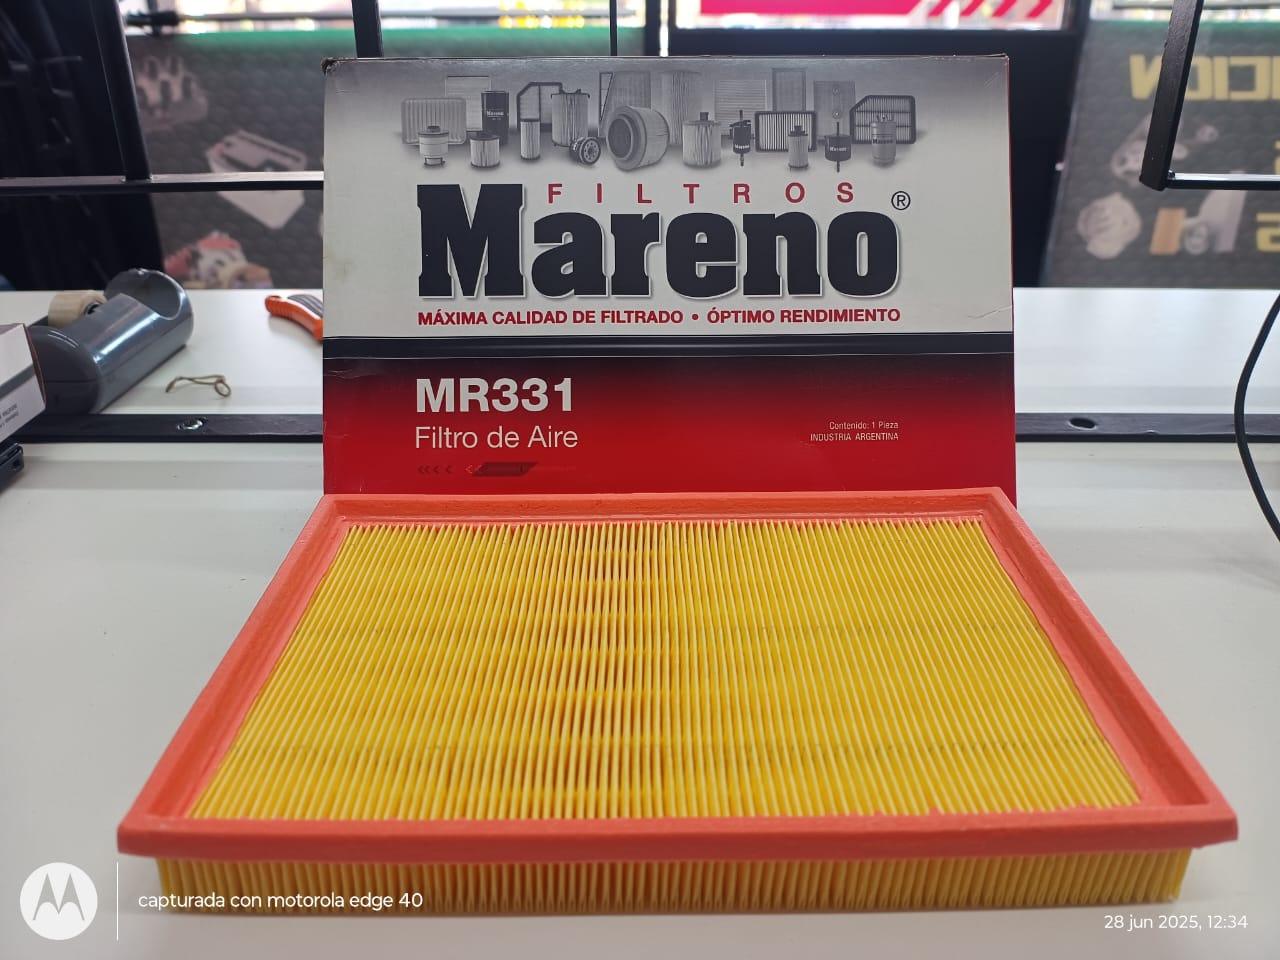 FILTROS
Mareno®
MÁXIMA CALIDAD DE FILTRADO • ÓPTIMO RENDIMIENTO
MR331
Filtro de Aire
Contenido: 1 Pieza
INDUSTRIA ARGENTINA
capturada con motorola edge 40
28 jun 2025, 12:34